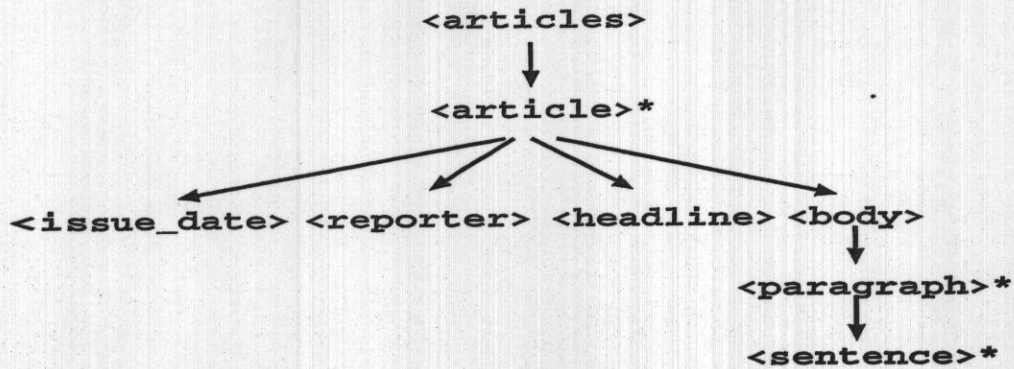 <articles>
<article>*
<issue_date> <reporter> <headline> <body>
<paragraph>*
<sentence>*